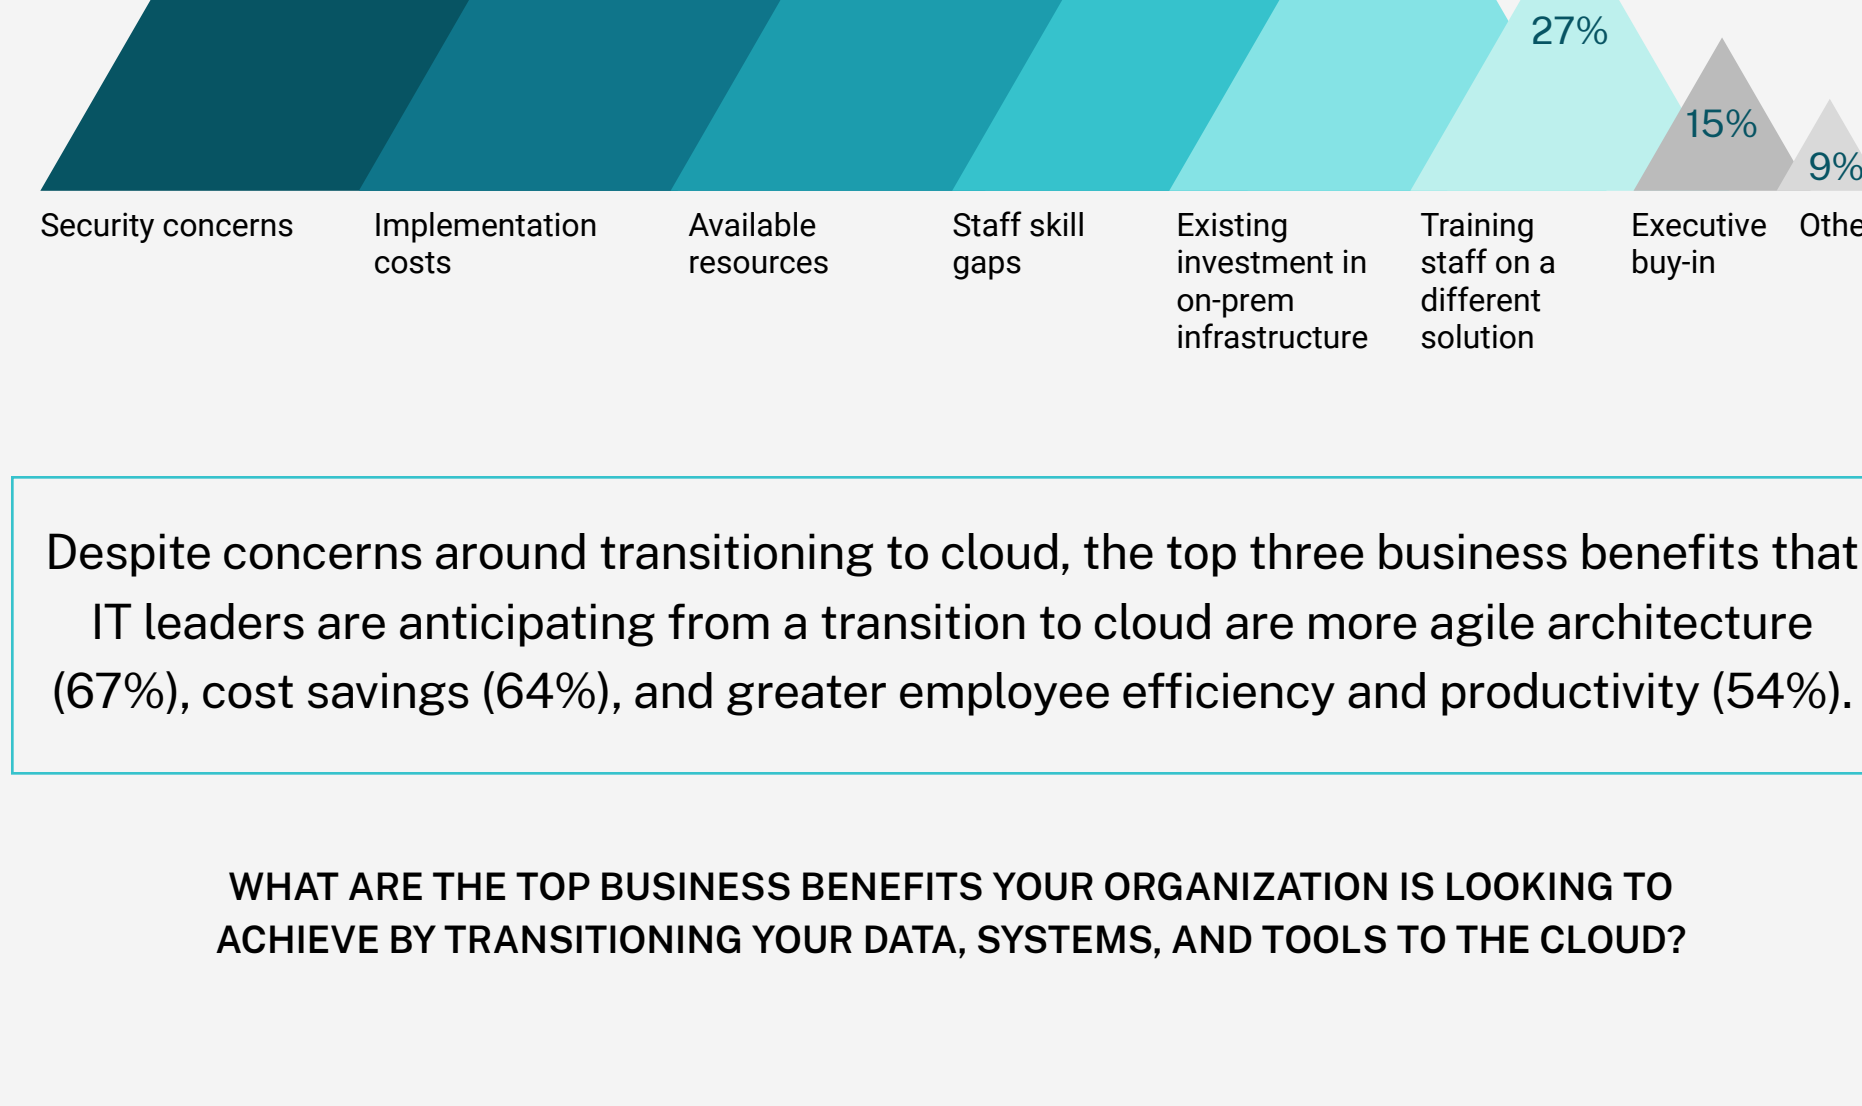 27%
15%
9%
Security concerns
Implementation
costs
Available
resources
Staff skill
gaps
Existing
investment in
on-prem
infrastructure
Training
staff on a
different
solution
Executive
buy-in
Othe
Despite concerns around transitioning to cloud, the top three business benefits that
IT leaders are anticipating from a transition to cloud are more agile architecture
(67%), cost savings (64%), and greater employee efficiency and productivity (54%).
WHAT ARE THE TOP BUSINESS BENEFITS YOUR ORGANIZATION IS LOOKING TO
ACHIEVE BY TRANSITIONING YOUR DATA, SYSTEMS, AND TOOLS TO THE CLOUD?